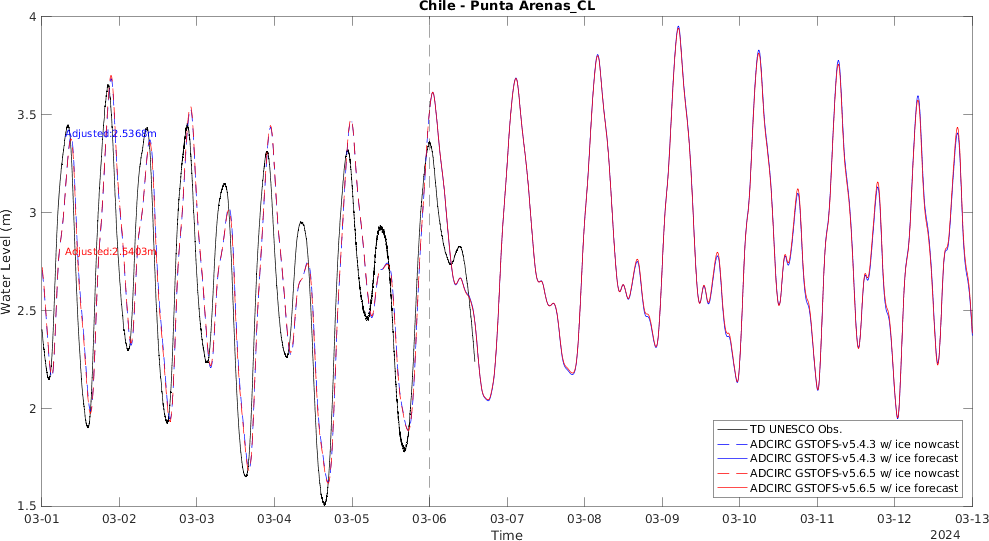 Chile - Punta Arenas_CL
4
3.5
3
2.5
2
1.5
Water Level (m)
Adjusted:2.5368m
Adjusted:2.5403m
TD UNESCO Obs.
ADCIRC GSTOFS-v5.4.3 w/ ice nowcast
ADCIRC GSTOFS-v5.4.3 w/ ice forecast
ADCIRC GSTOFS-v5.6.5 w/ ice nowcast
ADCIRC GSTOFS-v5.6.5 w/ ice forecast
03-01 03-02 03-03 03-04 03-05 03-06 03-07 03-08 03-09 03-10 03-11 03-12 03-13
Time
2024